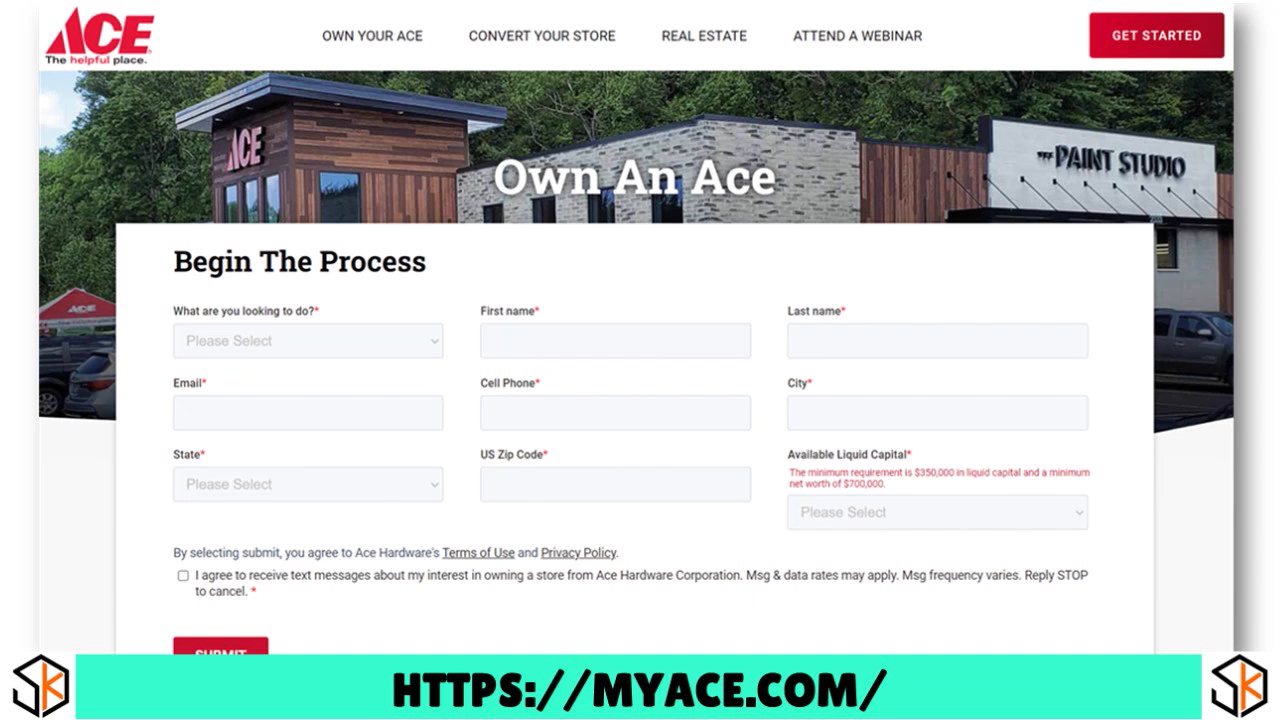 ACE
The helpful place.
OWN YOUR ACE
CONVERT YOUR STORE
REAL ESTATE
ATTEND A WEBINAR
GET STARTED
ACE
THE PAINT STUDIO
Own An Ace
ACE
Begin The Process
What are you looking to do?*
First name*
Last name*
Please Select
Email*
Cell Phone*
City*
State*
US Zip Code*
Available Liquid Capital*
The minimum requirement is $350,000 in liquid capital and a minimum
net worth of $700,000.
Please Select
Please Select
By selecting submit, you agree to Ace Hardware's Terms of Use and Privacy Policy.
I agree to receive text messages about my interest in owning a store from Ace Hardware Corporation. Msg & data rates may apply. Msg frequency varies. Reply STOP
to cancel. *
SUBMIT
SK
HTTPS://MYACE.COM/
SK